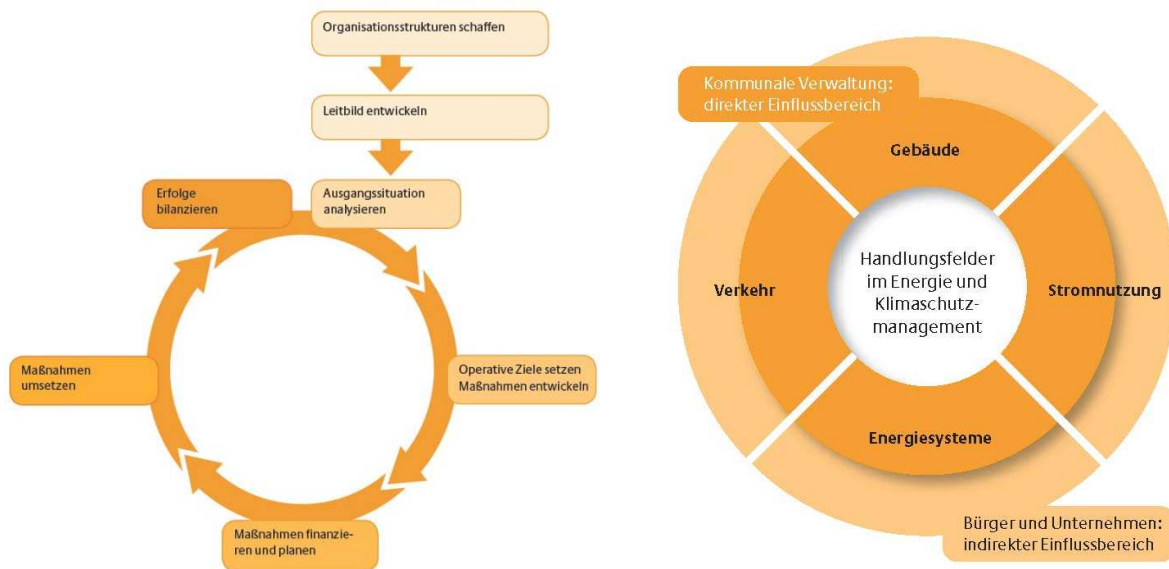 Organisationsstrukturen schaffen
Leitbild entwickeln
Ausgangssituation
analysieren
Operative Ziele setzen
Maßnahmen entwickeln
Maßnahmen finanzie-
ren und planen
Maßnahmen
umsetzen
Erfolge
bilanzieren
Kommunale Verwaltung:
direkter Einflussbereich
Gebäude
Verkehr
Handlungsfelder
im Energie und
Klimaschutz-
management
Stromnutzung
Energiesysteme
Bürger und Unternehmen:
indirekter Einflussbereich